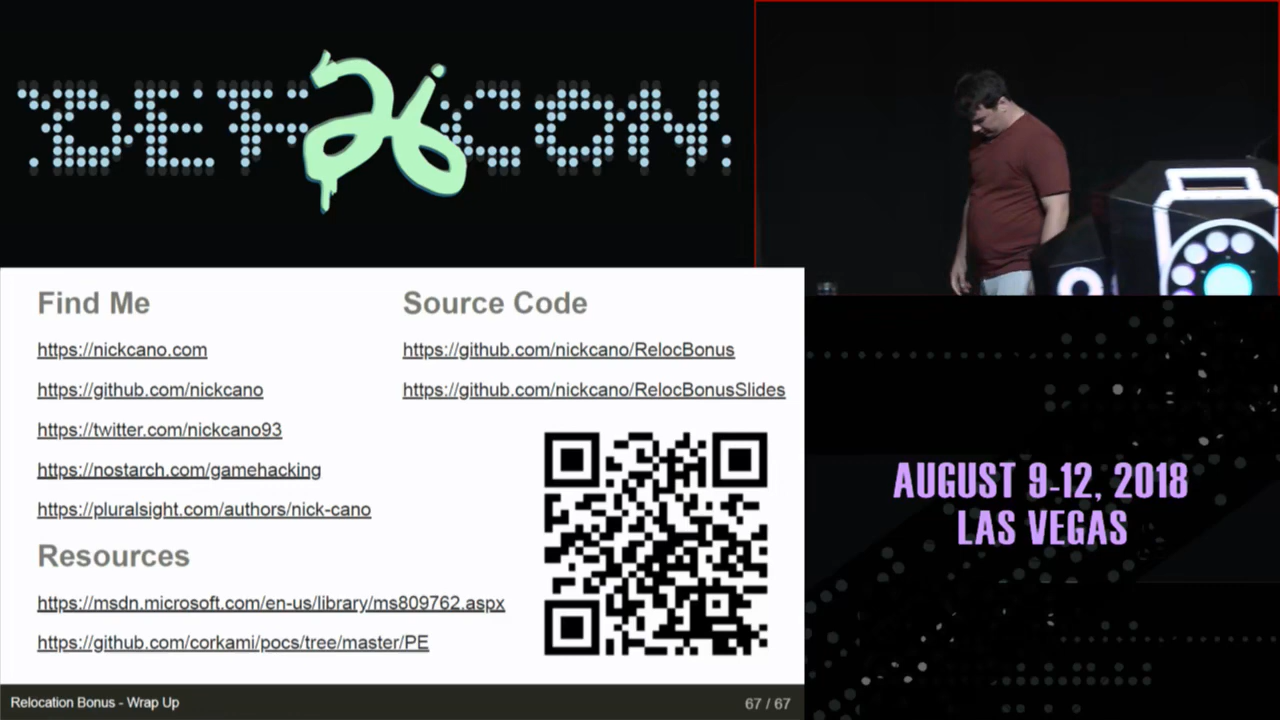 DEF CON 26
Find Me
https://nickcano.com
https://github.com/nickcano
https://twitter.com/nickcano93
https://nostarch.com/gamehacking
https://pluralsight.com/authors/nick-cano
Resources
https://msdn.microsoft.com/en-us/library/ms809762.aspx
https://github.com/corkami/pocs/tree/master/PE
Source Code
https://github.com/nickcano/RelocBonus
https://github.com/nickcano/RelocBonusSlides
Relocation Bonus - Wrap Up
67 / 67
AUGUST 9-12, 2018
LAS VEGAS